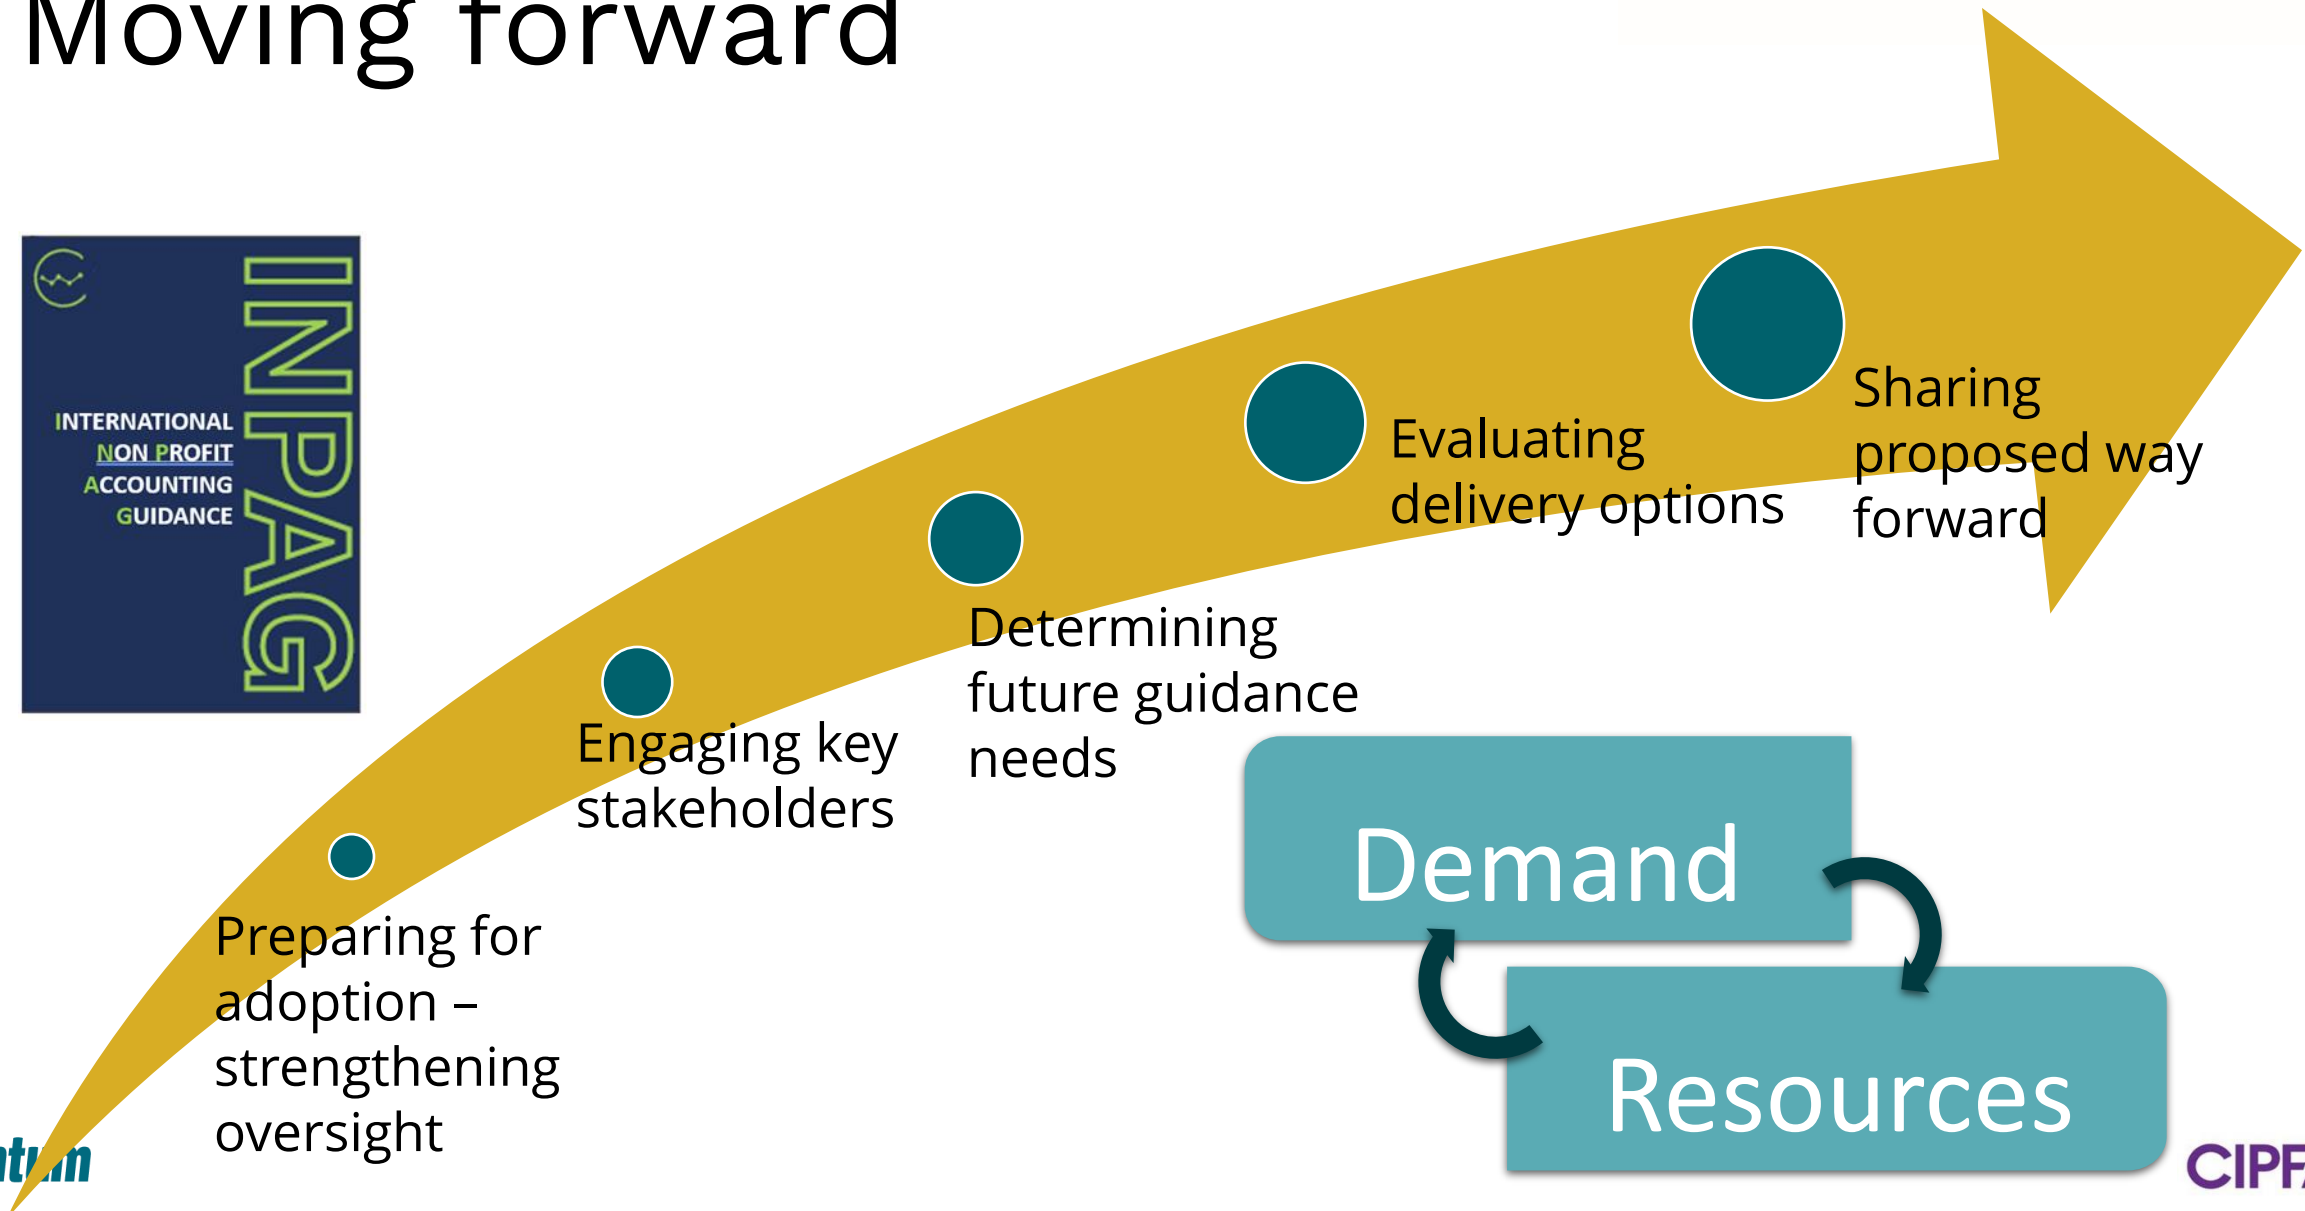 Moving forward
INPAG
INTERNATIONAL
NON PROFIT
ACCOUNTING
GUIDANCE
Preparing for
adoption –
strengthening
oversight
Engaging key
stakeholders
Determining
future guidance
needs
Evaluating
delivery options
Sharing
proposed way
forward
Demand
Resources